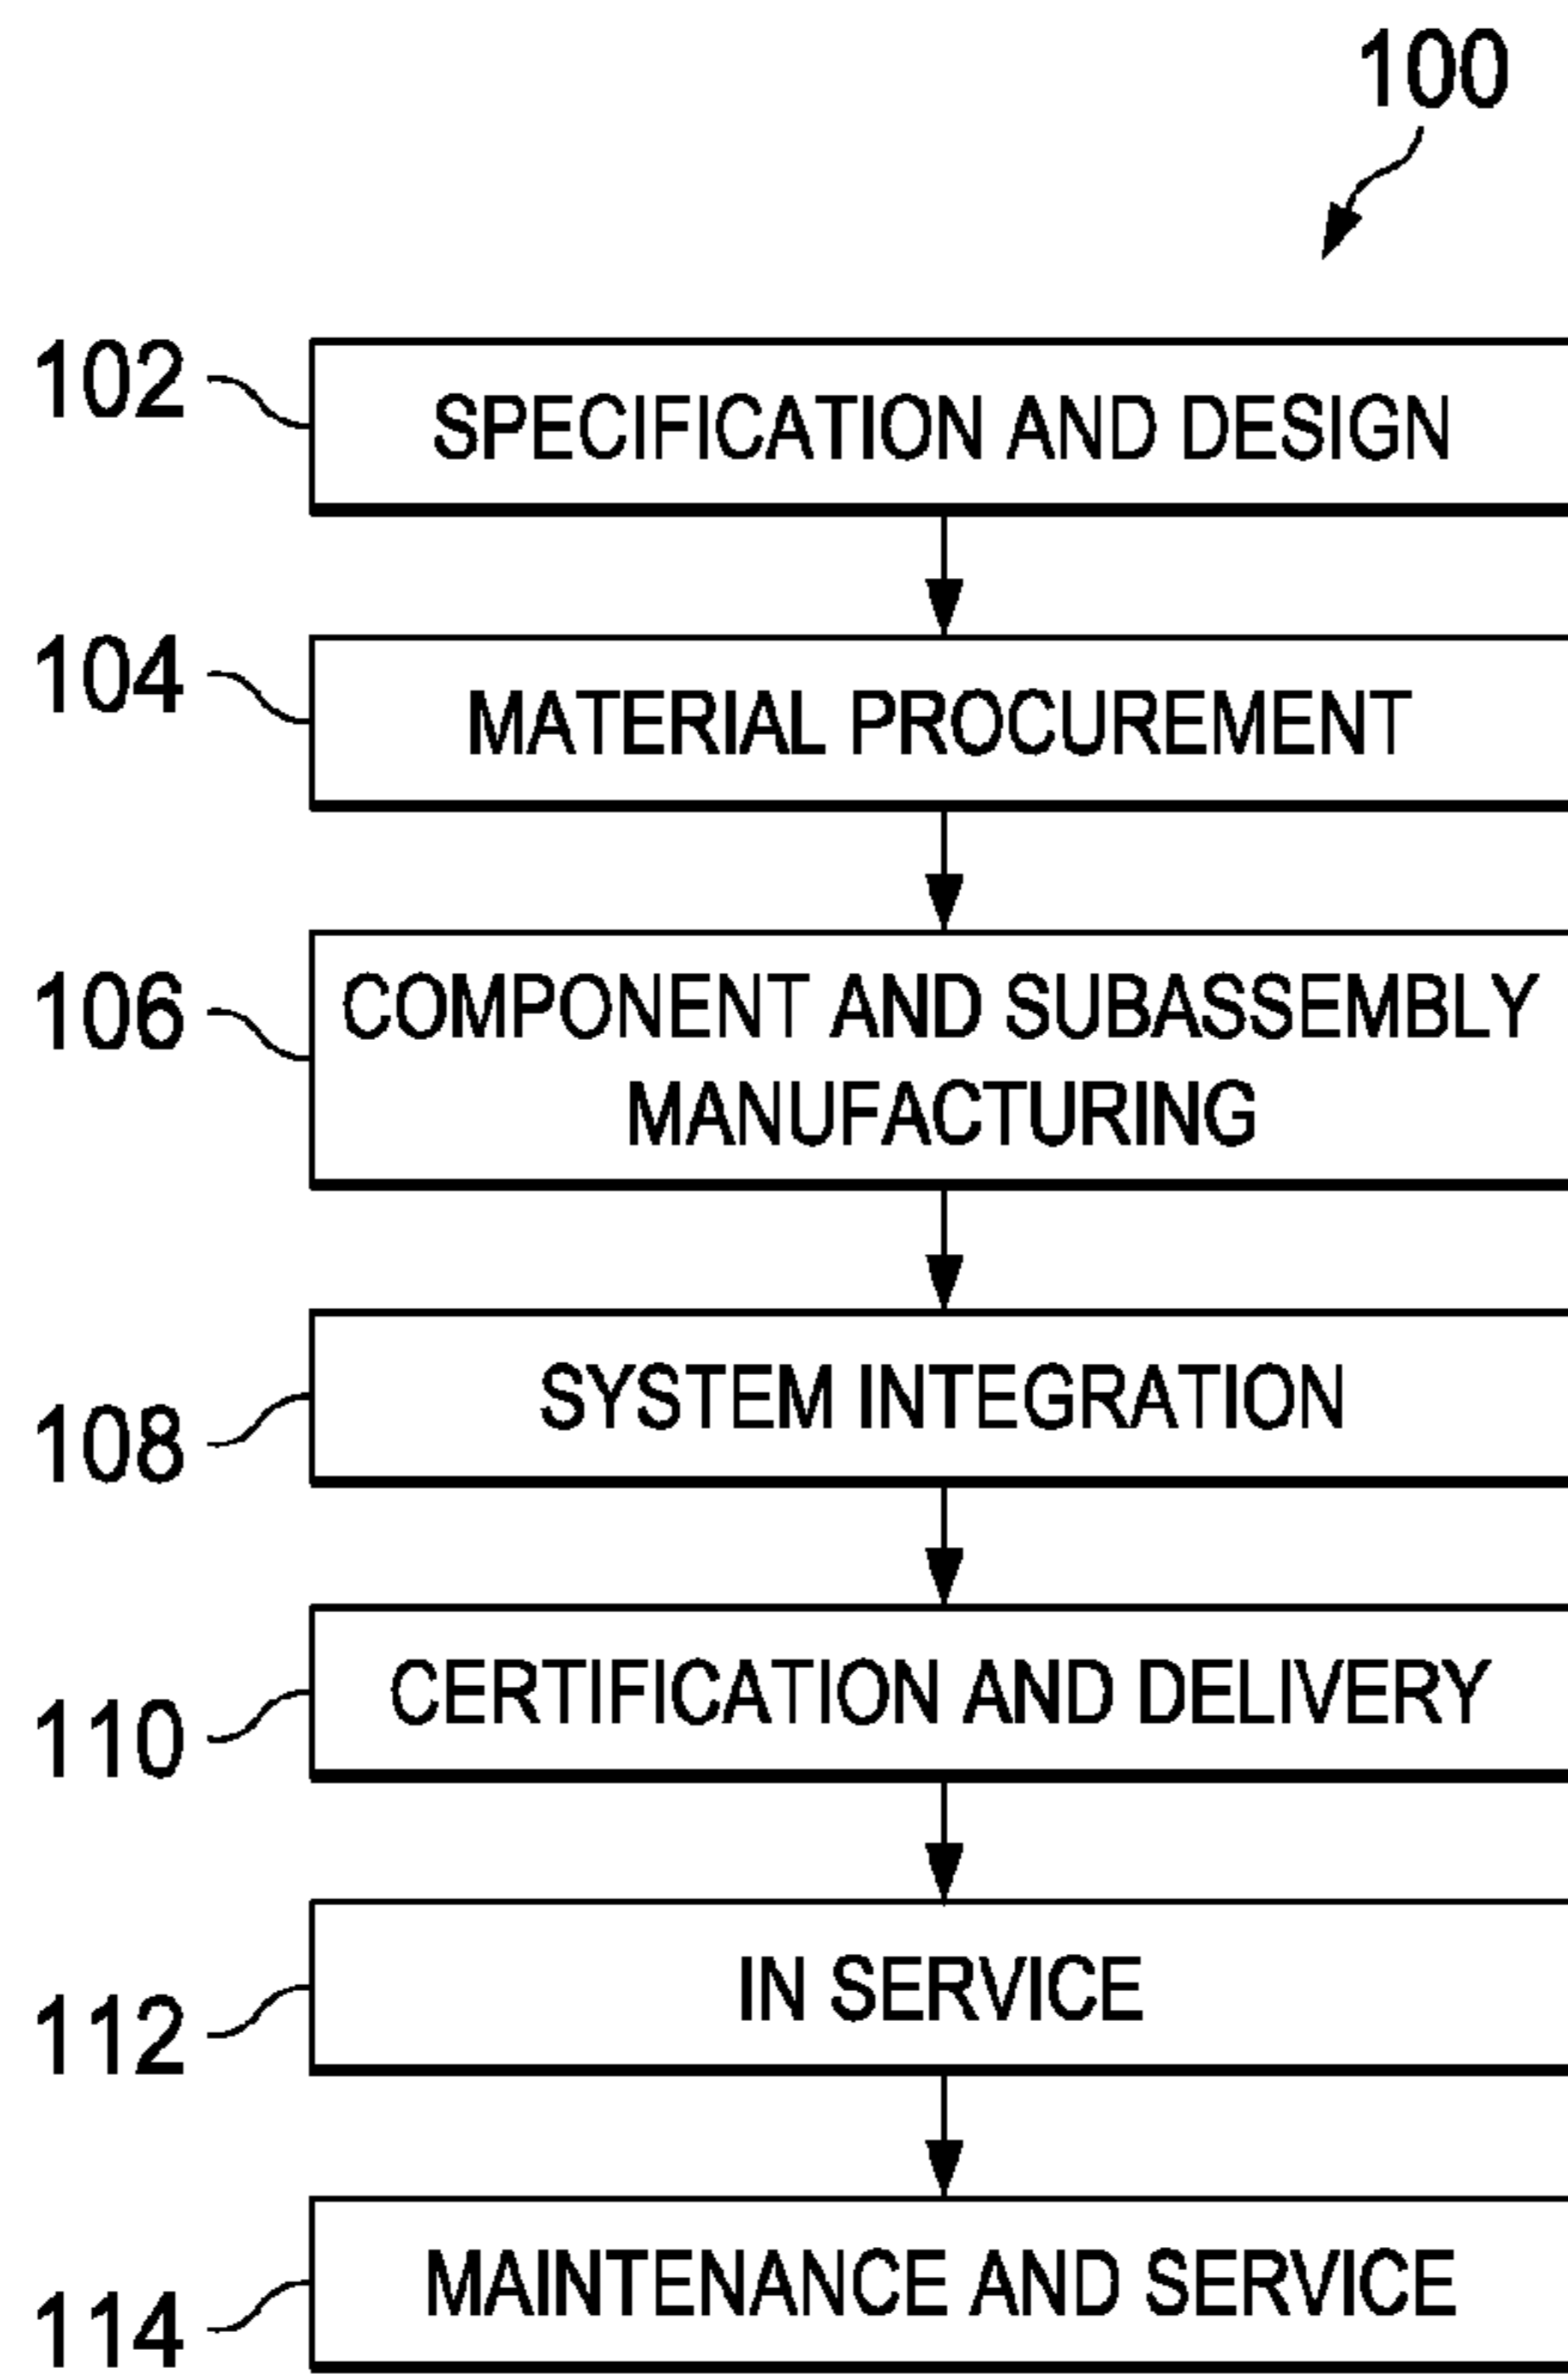 100
102
SPECIFICATION AND DESIGN
104
MATERIAL PROCUREMENT
106
COMPONENT AND SUBASSEMBLY
MANUFACTURING
108
SYSTEM INTEGRATION
110
CERTIFICATION AND DELIVERY
112
IN SERVICE
114
MAINTENANCE AND SERVICE